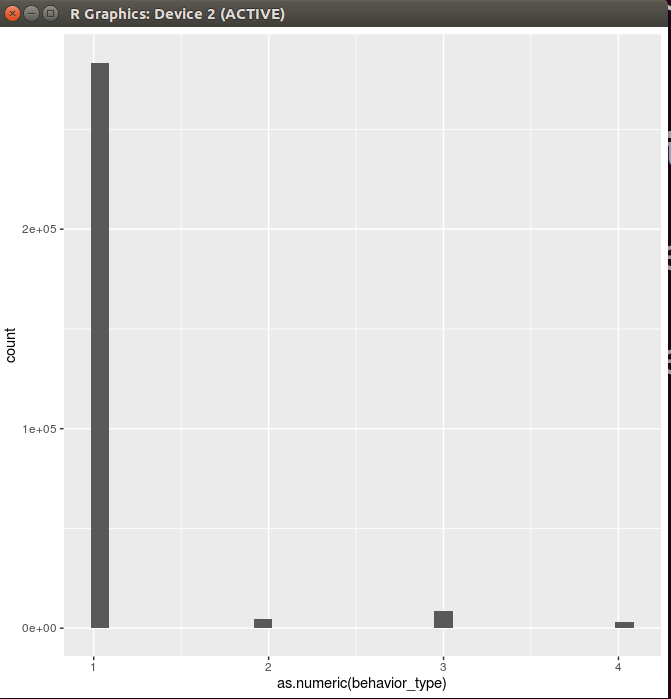 R Graphics: Device 2 (ACTIVE)
2e+05
1e+05
0e+00
count
1 2 3 4
as.numeric(behavior_type)